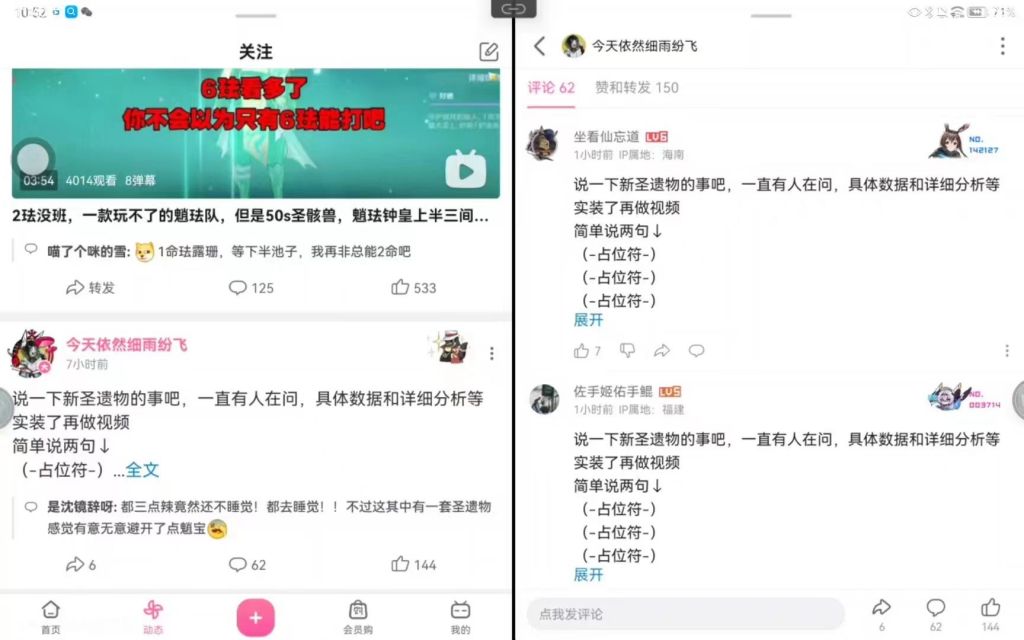 10:52
关注
6珐看多了
你不会以为只有6珐能打吧
03:54 4014观看 8弹幕
2珐没班，一款玩不了的魈珐队，但是50s圣骸兽，魈珐钟皇上半三间...
喵了个咪的雪: 1命珐露珊，等下半池子，我再非总能2命吧
转发 125 533
今天依然细雨纷飞
7小时前
说一下新圣遗物的事吧，一直有人在问，具体数据和详细分析等
实装了再做视频
简单说两句↓
（-占位符-）...全文
是沈镜辞呀: 都三点辣竟然还不睡觉！都去睡觉！！不过这其中有一套圣遗物
感觉有意无意避开了点魈宝
6 62 144
首页 动态 会员购 我的
71%
今天依然细雨纷飞
评论 62 赞和转发 150
坐看仙忘道 LV6
1小时前 IP属地：海南
NO.
142127
说一下新圣遗物的事吧，一直有人在问，具体数据和详细分析等
实装了再做视频
简单说两句↓
（-占位符-）
（-占位符-）
（-占位符-）
展开
7
佐手姬佑手鲲 LV5
1小时前 IP属地：福建
NO.
003714
说一下新圣遗物的事吧，一直有人在问，具体数据和详细分析等
实装了再做视频
简单说两句↓
（-占位符-）
（-占位符-）
（-占位符-）
展开
点我发评论
6 62 144